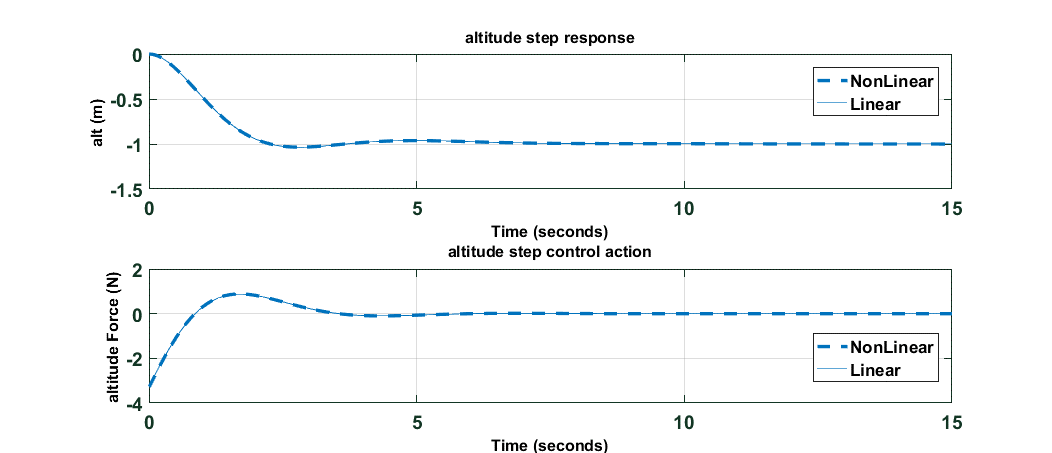 altitude step response
0
-0.5
-1
-1.5
alt (m)
NonLinear
Linear
0 5 10 15
Time (seconds)
altitude step control action
2
0
-2
-4
altitude Force (N)
NonLinear
Linear
0 5 10 15
Time (seconds)